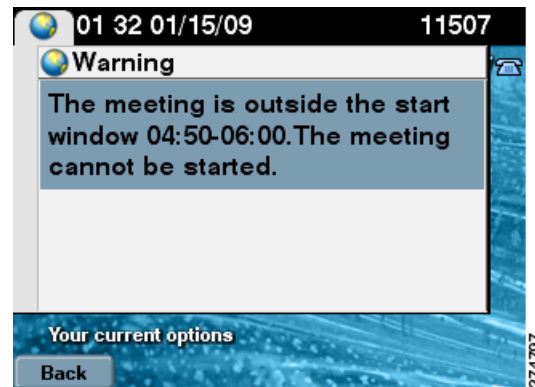 01 32 01/15/09 11507
Warning
The meeting is outside the start
window 04:50-06:00.The meeting
cannot be started.
Your current options
Back
274797